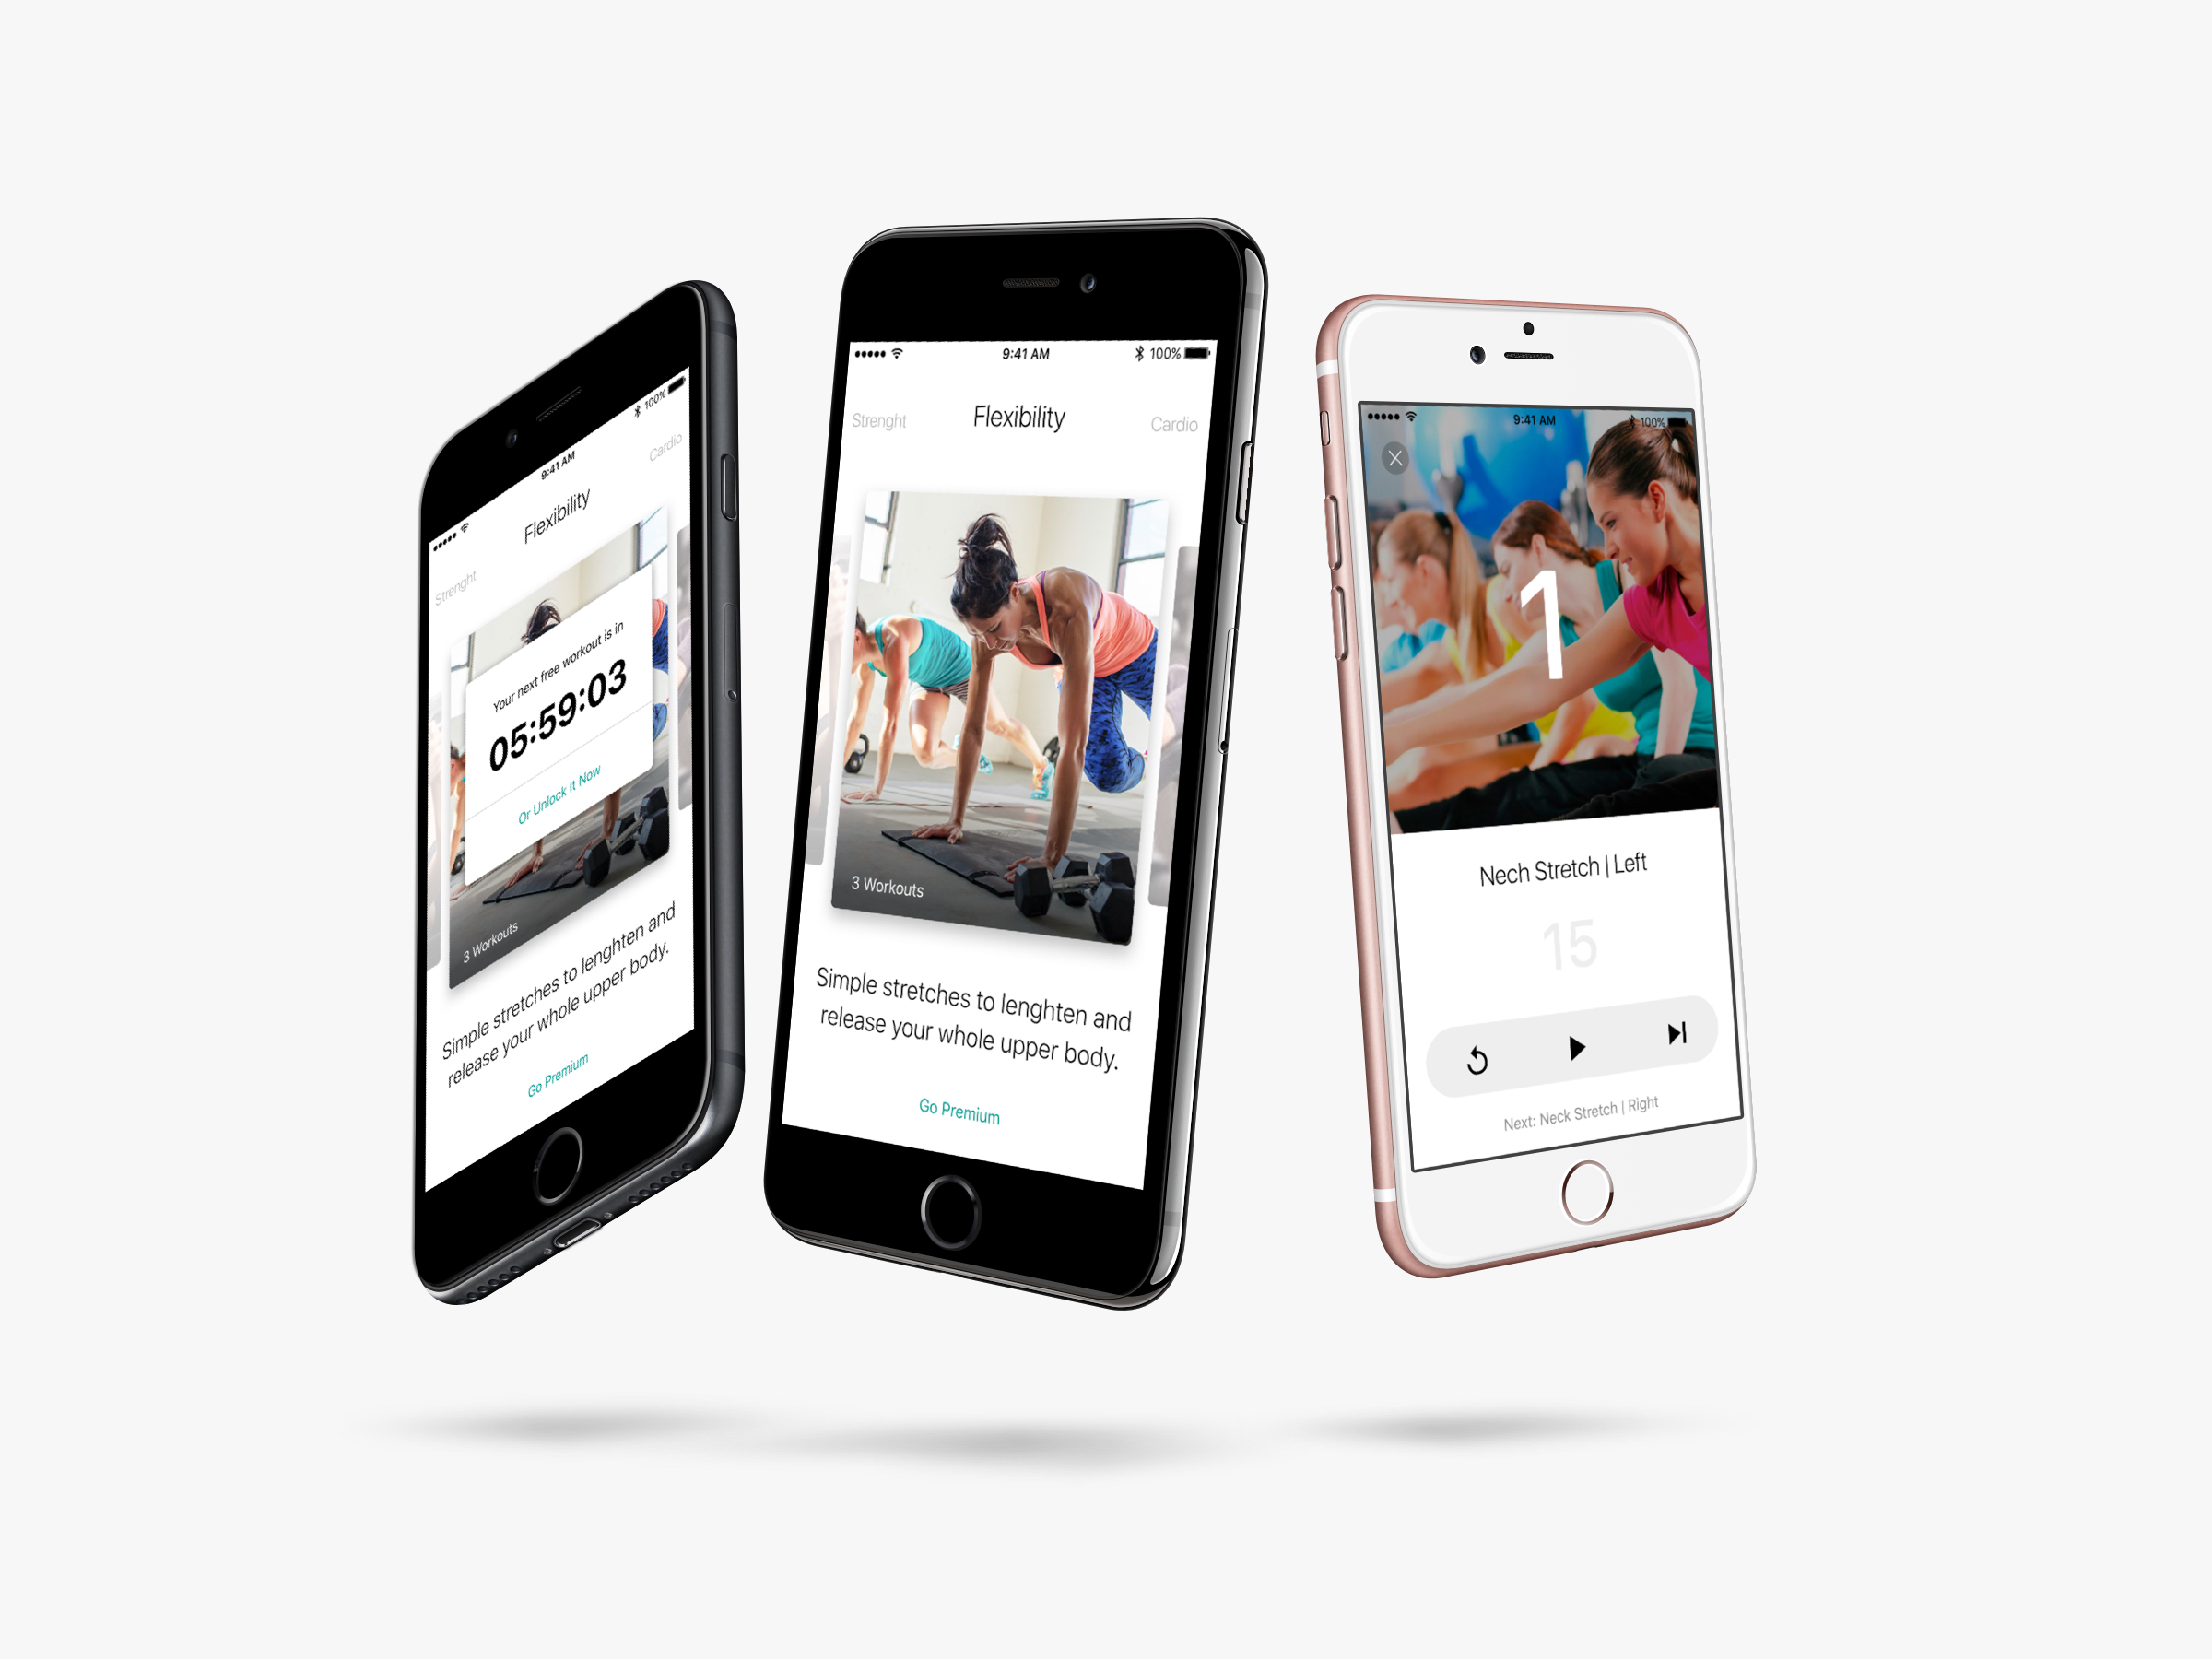 9:41 AM
100%
Strenght
Flexibility
Cardio
Your next free workout is in
05:59:03
Or Unlock It Now
3 Workouts
Simple stretches to lenghten and
release your whole upper body.
Go Premium
9:41 AM
100%
Strenght
Flexibility
Cardio
3 Workouts
Simple stretches to lenghten and
release your whole upper body.
Go Premium
9:41 AM
100%
1
Nech Stretch | Left
15
Next: Neck Stretch | Right